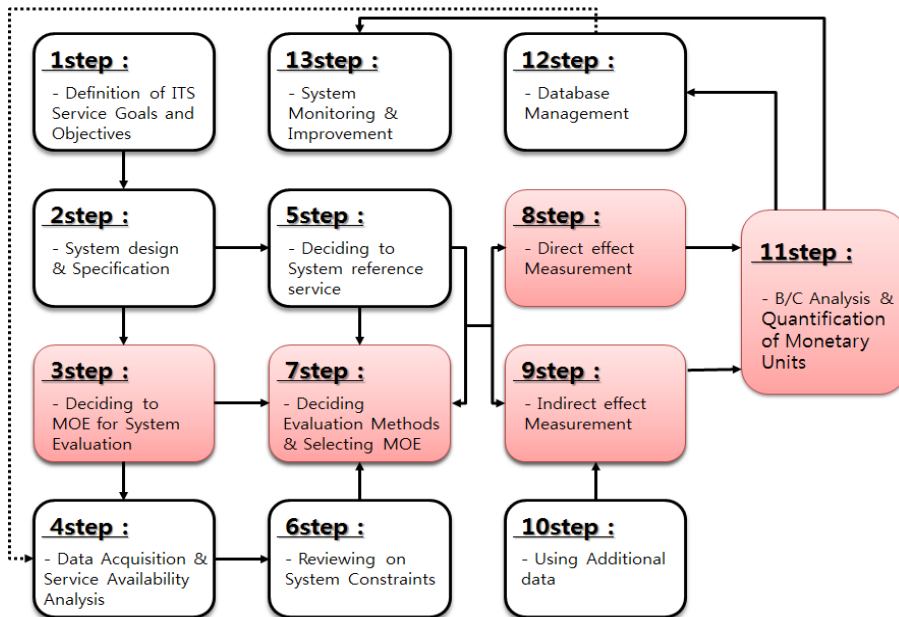 1step :
- Definition of ITS
Service Goals and
Objectives
13step :
- System
Monitoring &
Improvement
12step :
- Database
Management
2step :
- System design
& Specification
5step :
- Deciding to
System reference
service
8step :
- Direct effect
Measurement
11step :
- B/C Analysis &
Quantification
of Monetary
Units
3step :
- Deciding to
MOE for System
Evaluation
7step :
- Deciding
Evaluation Methods
& Selecting MOE
9step :
- Indirect effect
Measurement
4step :
- Data Acquisition &
Service Availability
Analysis
6step :
- Reviewing on
System Constraints
10step :
- Using Additional
data